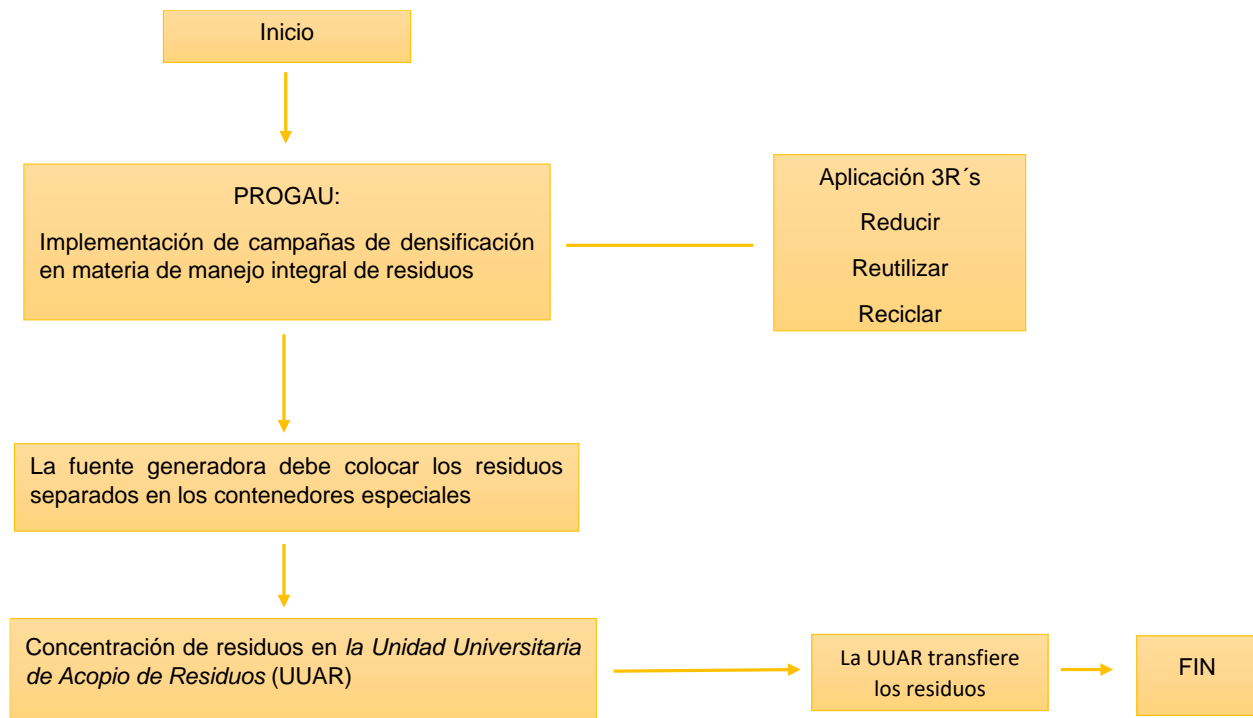 Inicio
PROGAU:
Implementación de campañas de densificación
en materia de manejo integral de residuos
Aplicación 3R´s
Reducir
Reutilizar
Reciclar
La fuente generadora debe colocar los residuos
separados en los contenedores especiales
Concentración de residuos en la Unidad Universitaria
de Acopio de Residuos (UUAR)
La UUAR transfiere
los residuos
FIN